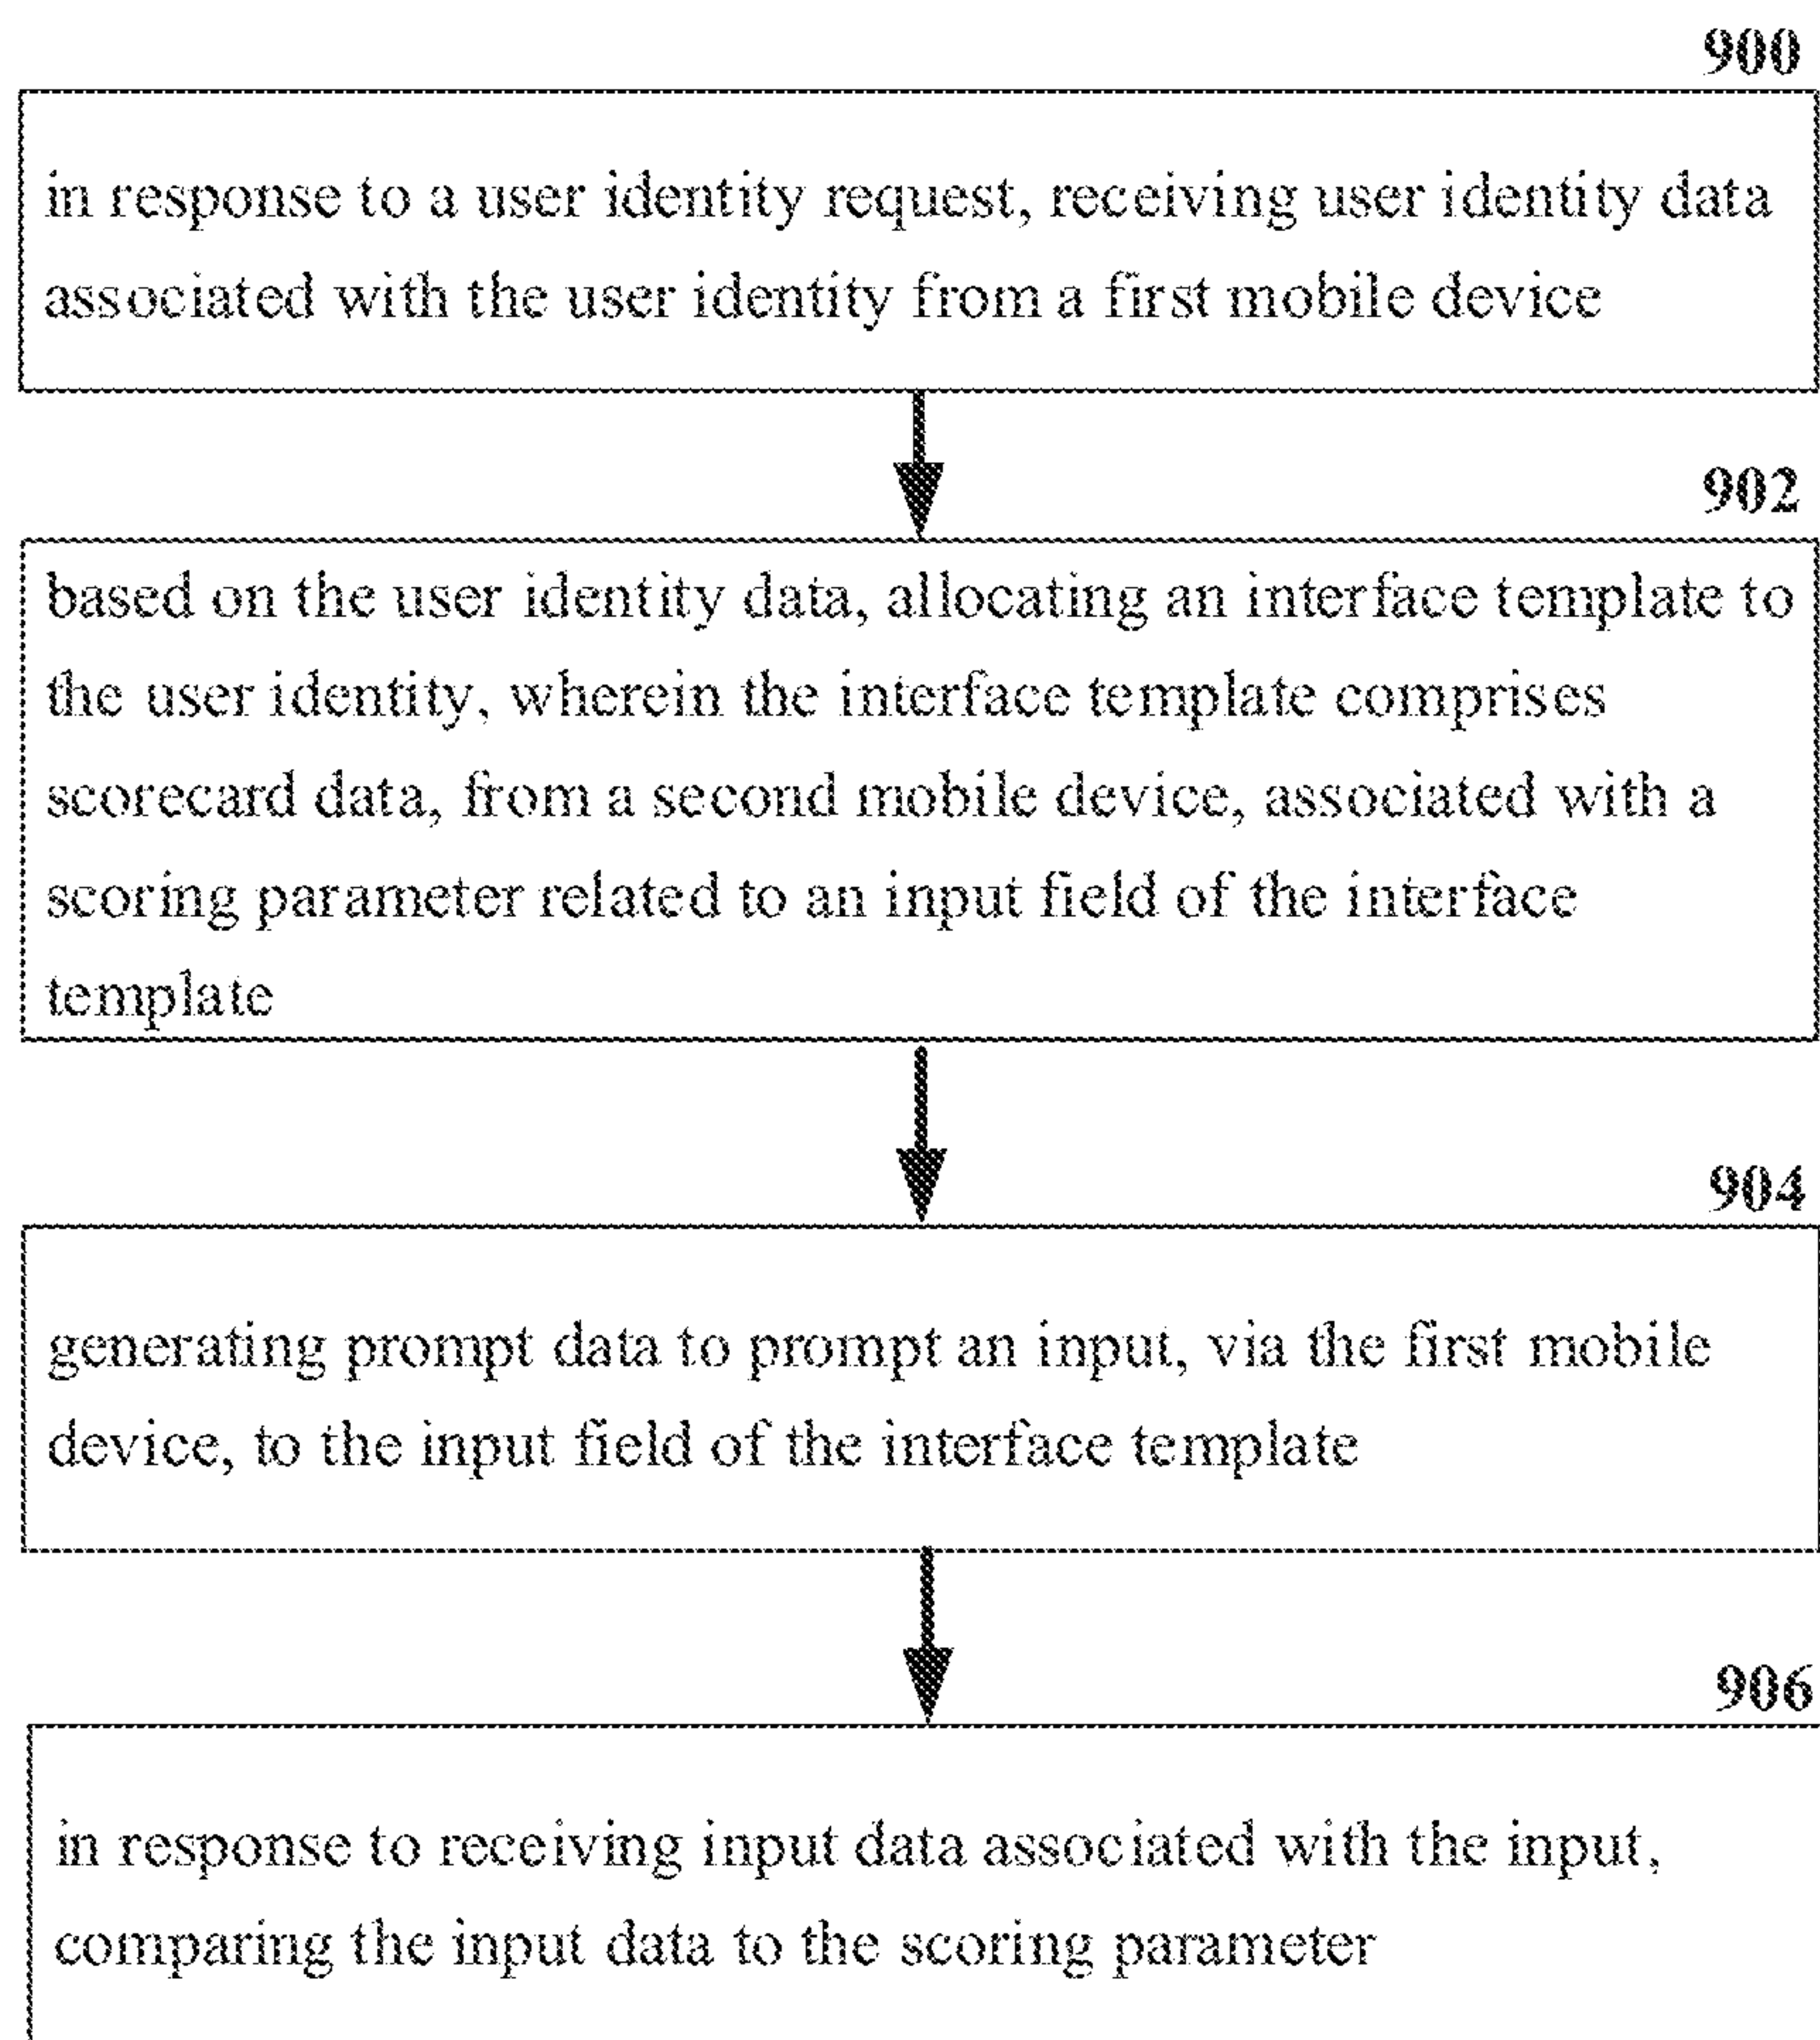 900
in response to a user identity request, receiving user identity data
associated with the user identity from a first mobile device
902
based on the user identity data, allocating an interface template to
the user identity, wherein the interface template comprises
scorecard data, from a second mobile device, associated with a
scoring parameter related to an input field of the interface
template
904
generating prompt data to prompt an input, via the first mobile
device, to the input field of the interface template
906
in response to receiving input data associated with the input,
comparing the input data to the scoring parameter